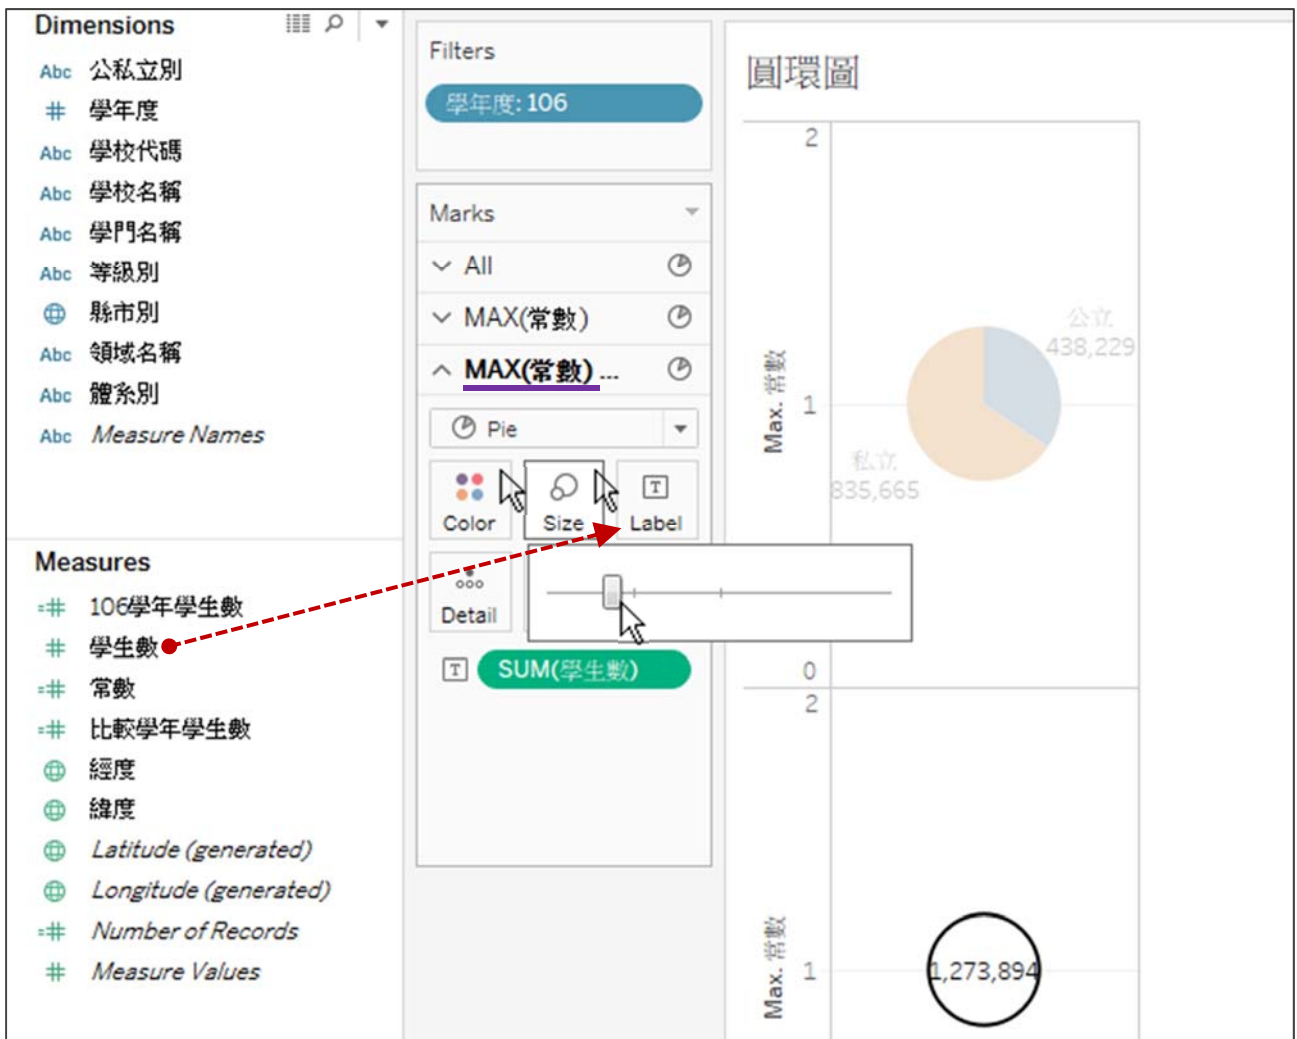 Dimensions
Abc 公私立別
# 學年度
Abc 學校代碼
Abc 學校名稱
Abc 學門名稱
Abc 等級別
縣市別
Abc 領域名稱
Abc 體系別
Abc Measure Names
Measures
=# 106學年學生數
# 學生數
=# 常數
=# 比較學年學生數
經度
緯度
Latitude (generated)
Longitude (generated)
=# Number of Records
# Measure Values
Filters
學年度: 106
Marks
All
MAX(常數)
MAX(常數) ...
Pie
Color
Size
T
Label
Detail
T SUM(學生數)
圓環圖
2
公立
438,229
Max. 常數
1
私立
835,665
0
2
Max. 常數
1
1,273,894